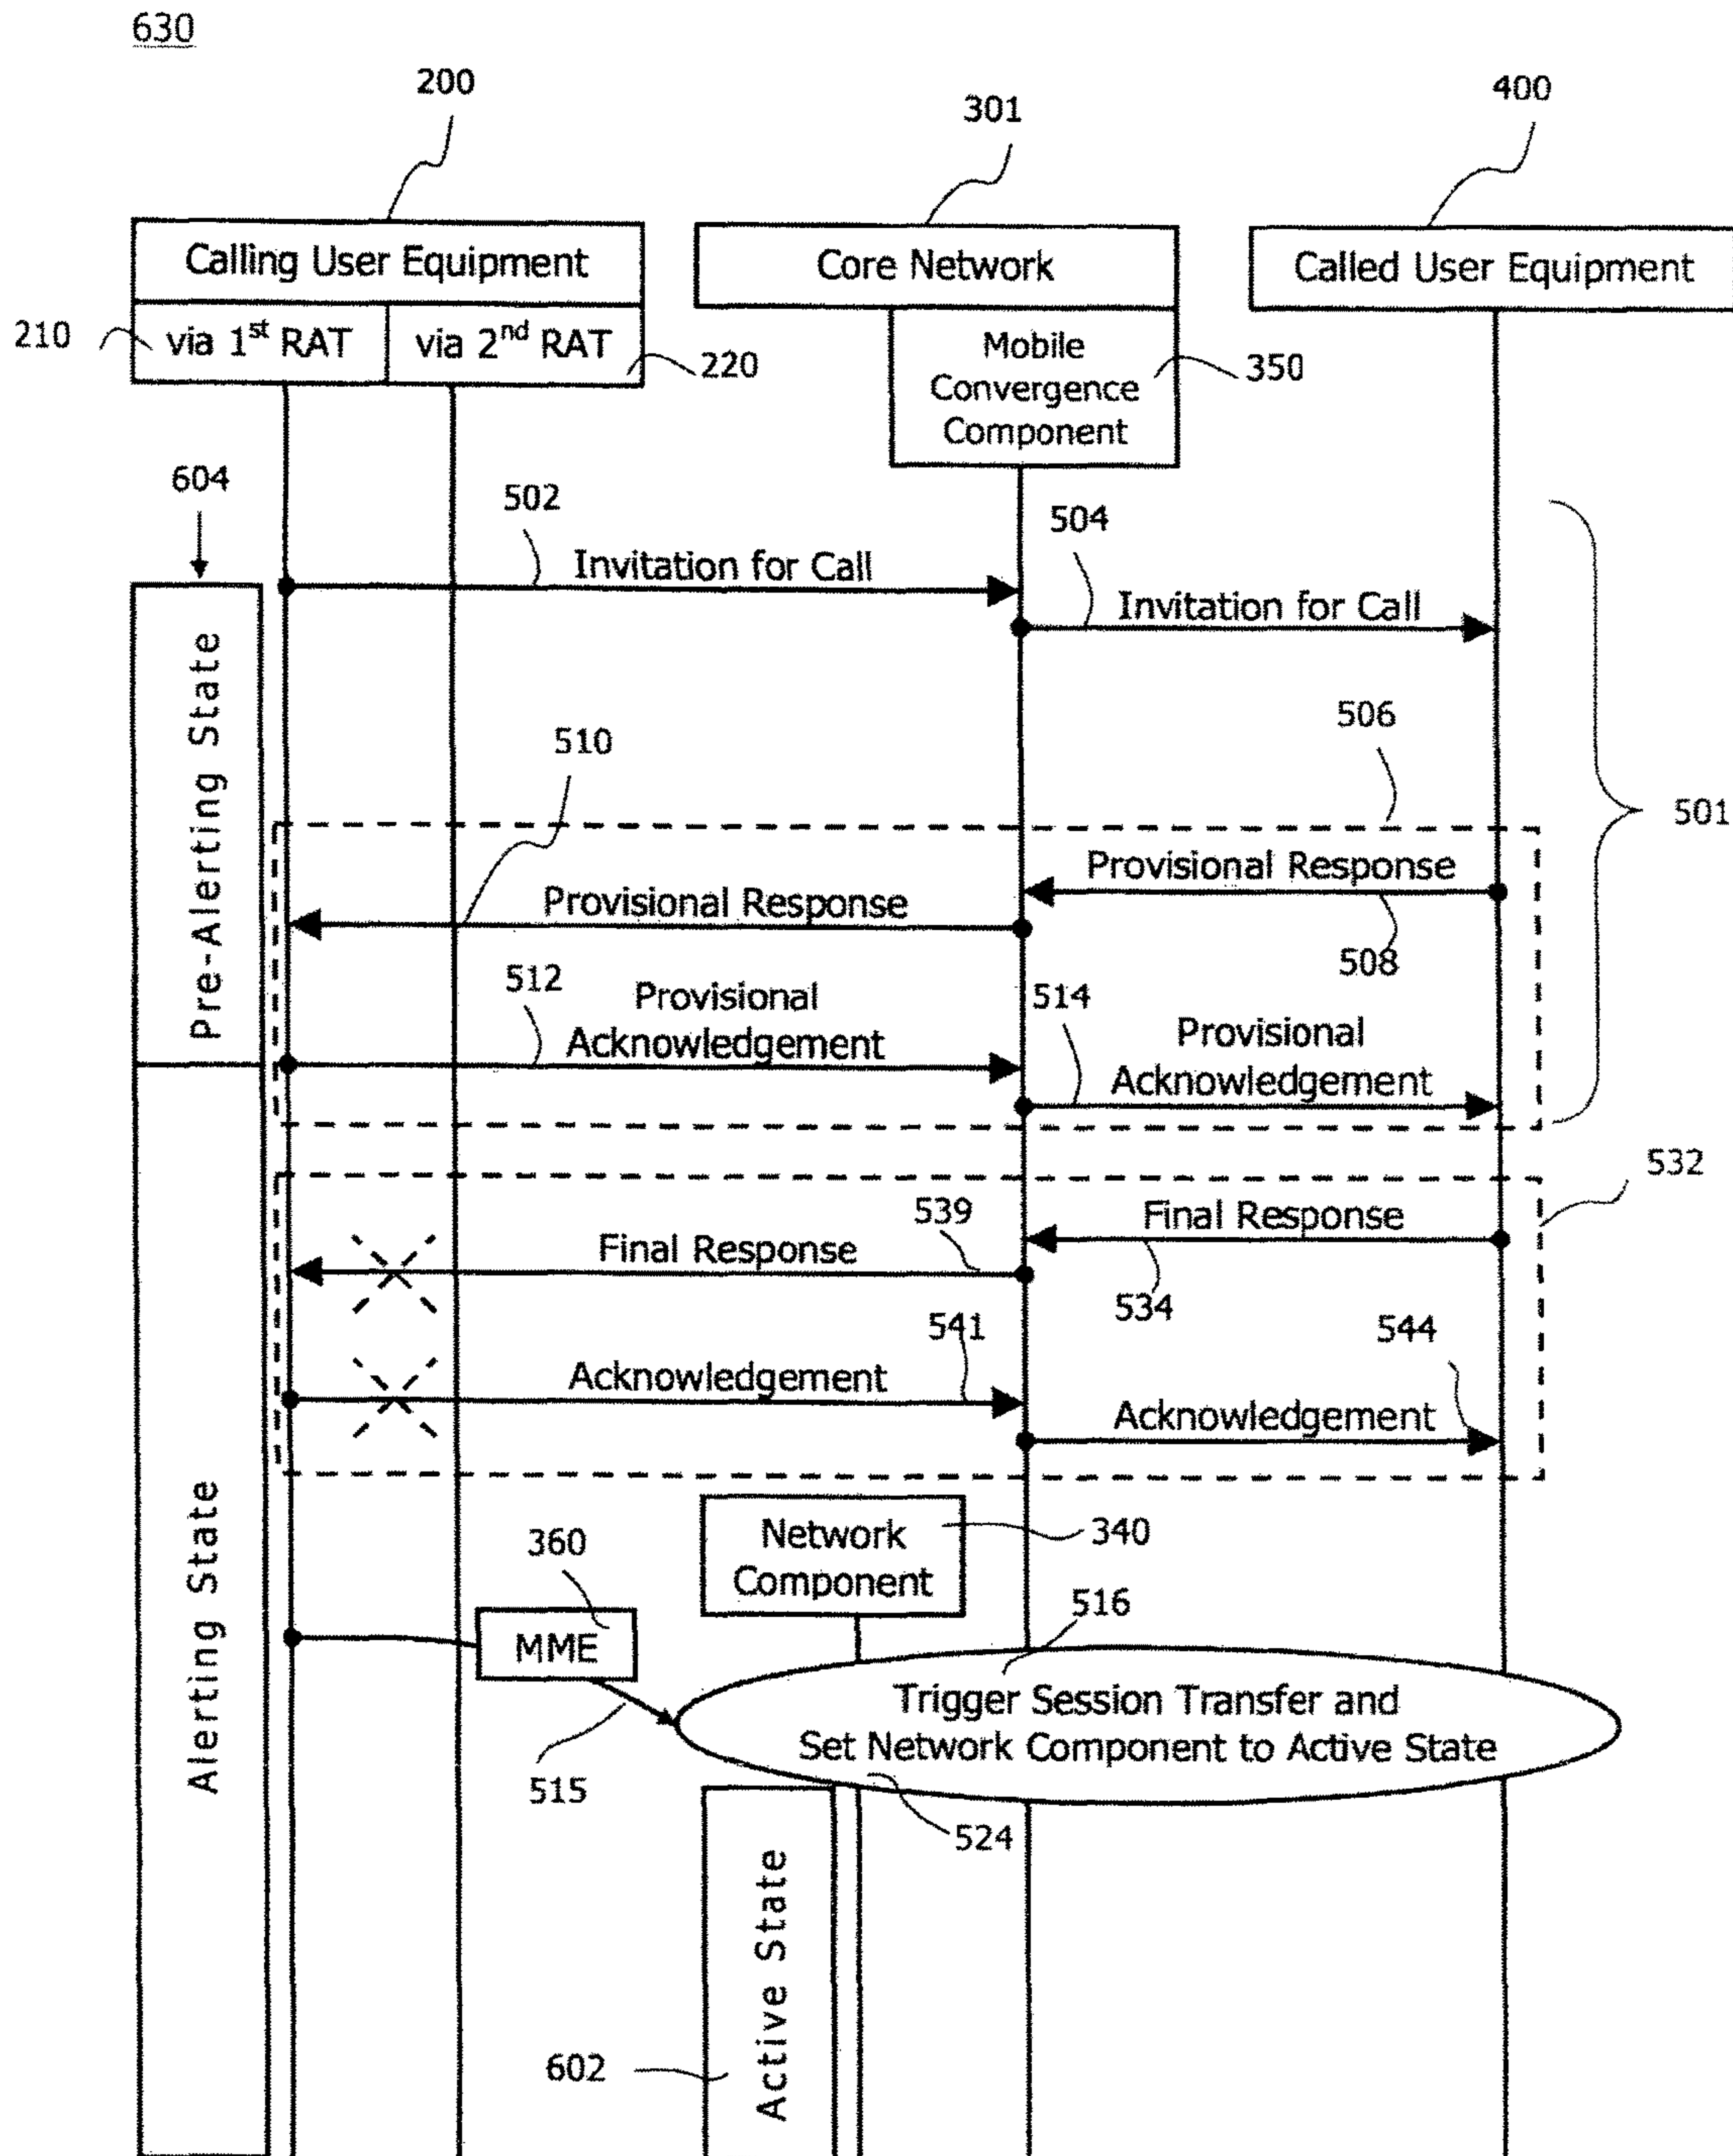 630
200
301
400
Calling User Equipment
Core Network
Called User Equipment
210
via 1st RAT
via 2nd RAT
220
Mobile
Convergence
Component
350
604
502
504
Invitation for Call
Invitation for Call
Pre-Alerting State
506
510
501
Provisional Response
Provisional Response
508
512
Provisional
Acknowledgement
514
Provisional
Acknowledgement
532
539
Final Response
Final Response
534
541
544
Acknowledgement
Acknowledgement
Alerting State
Network
Component
340
360
MME
516
Trigger Session Transfer and
Set Network Component to Active State
515
524
Active State
602